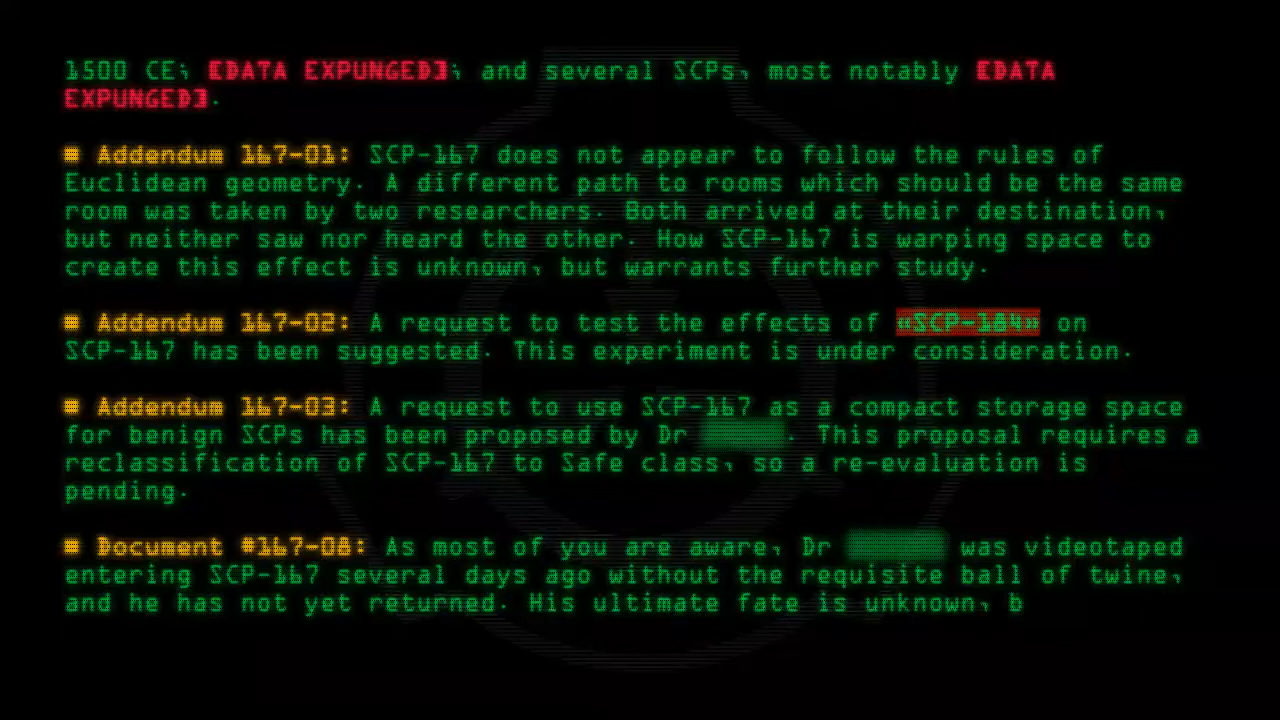 1500 CE; [DATA EXPUNGED]; and several SCPs, most notably [DATA
EXPUNGED].
■ Addendum 167-01: SCP-167 does not appear to follow the rules of
Euclidean geometry. A different path to rooms which should be the same
room was taken by two researchers. Both arrived at their destination,
but neither saw nor heard the other. How SCP-167 is warping space to
create this effect is unknown, but warrants further study.
■ Addendum 167-02: A request to test the effects of «SCP-184» on
SCP-167 has been suggested. This experiment is under consideration.
■ Addendum 167-03: A request to use SCP-167 as a compact storage space
for benign SCPs has been proposed by Dr . This proposal requires a
reclassification of SCP-167 to Safe class, so a re-evaluation is
pending.
■ Document #167-08: As most of you are aware, Dr was videotaped
entering SCP-167 several days ago without the requisite ball of twine,
and he has not yet returned. His ultimate fate is unknown, b